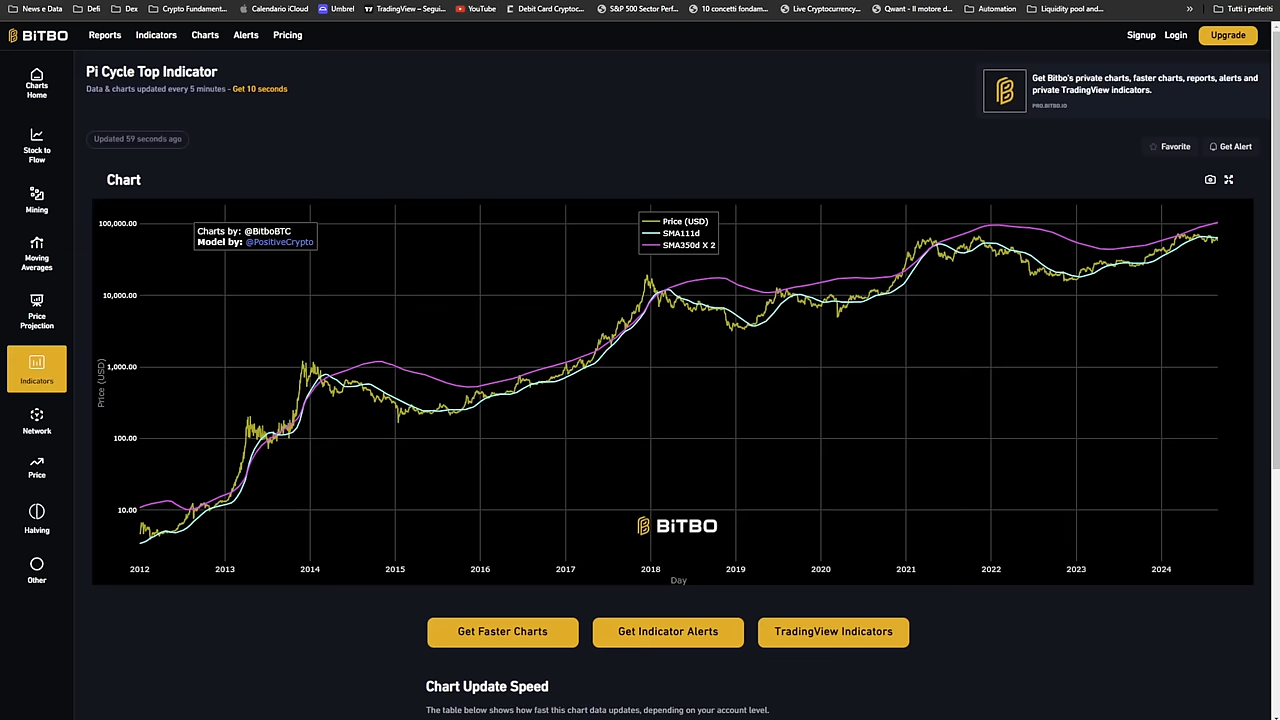 News e Data Defi Dex Crypto Fundament... Calendario iCloud Umbrel TradingView – Segui... YouTube Debit Card Cryptoc... S&P 500 Sector Perf... 10 concetti fondam... Live Cryptocurrency... Qwant - Il motore d... Automation Liquidity pool and... » Tutti i preferiti
BiTBO Reports Indicators Charts Alerts Pricing Signup Login Upgrade
Charts
Home
Stock to
Flow
Mining
Moving
Averages
Price
Projection
Indicators
Network
Price
Halving
Other
Pi Cycle Top Indicator
Data & charts updated every 5 minutes - Get 10 seconds
Get Bitbo's private charts, faster charts, reports, alerts and
private TradingView indicators.
PRO.BITBO.IO
Updated 59 seconds ago
Favorite Get Alert
Chart
Charts by: @BitboBTC
Model by: @PositiveCrypto
Price (USD)
SMA111d
SMA350d X 2
100,000.00
10,000.00
1,000.00
100.00
10.00
Price (USD)
BiTBO
2012 2013 2014 2015 2016 2017 2018 2019 2020 2021 2022 2023 2024
Day
Get Faster Charts Get Indicator Alerts TradingView Indicators
Chart Update Speed
The table below shows how fast this chart data updates, depending on your account level.